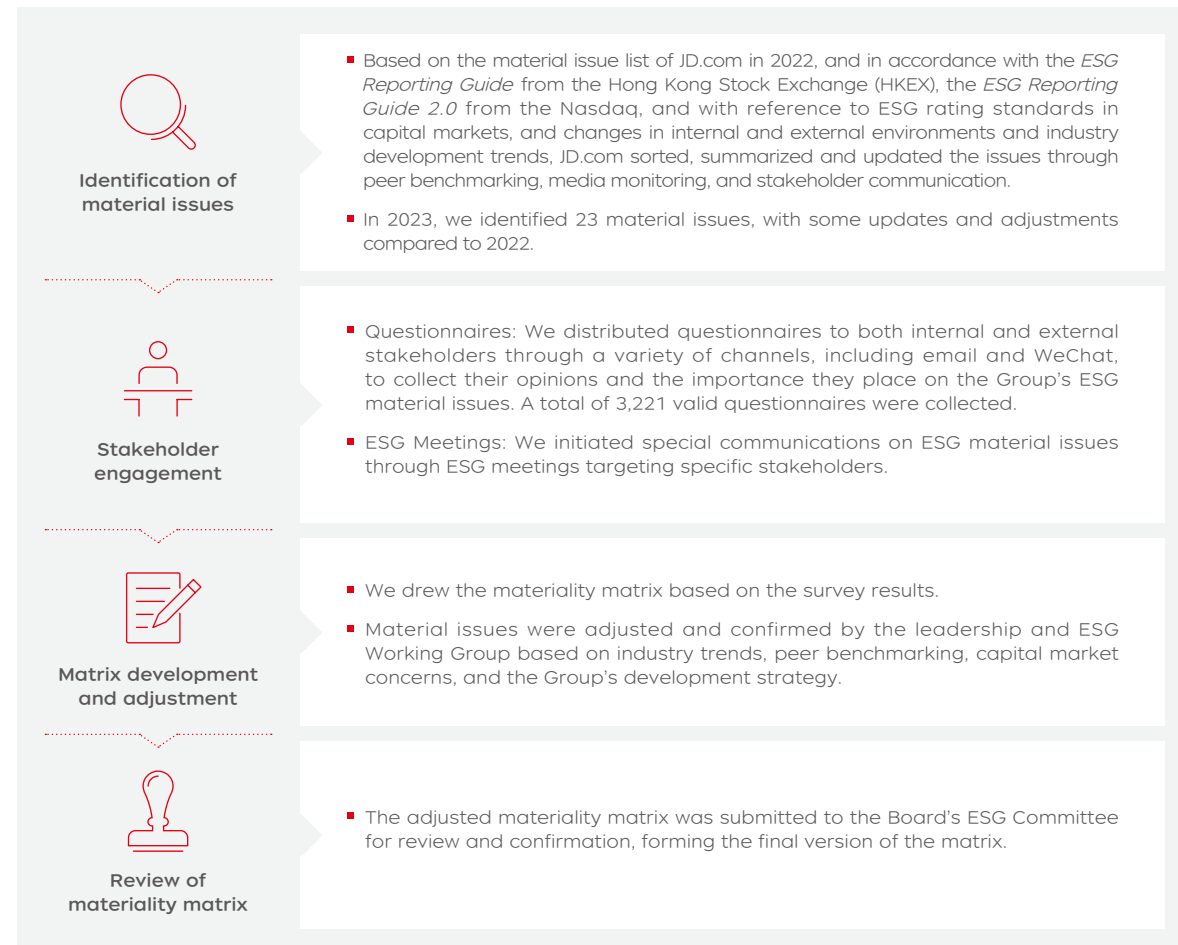 Identification of
material issues
▪ Based on the material issue list of JD.com in 2022, and in accordance with the ESG
Reporting Guide from the Hong Kong Stock Exchange (HKEX), the ESG Reporting
Guide 2.0 from the Nasdaq, and with reference to ESG rating standards in
capital markets, and changes in internal and external environments and industry
development trends, JD.com sorted, summarized and updated the issues through
peer benchmarking, media monitoring, and stakeholder communication.
▪ In 2023, we identified 23 material issues, with some updates and adjustments
compared to 2022.
Stakeholder
engagement
▪ Questionnaires: We distributed questionnaires to both internal and external
stakeholders through a variety of channels, including email and WeChat,
to collect their opinions and the importance they place on the Group's ESG
material issues. A total of 3,221 valid questionnaires were collected.
▪ ESG Meetings: We initiated special communications on ESG material issues
through ESG meetings targeting specific stakeholders.
Matrix development
and adjustment
▪ We drew the materiality matrix based on the survey results.
▪ Material issues were adjusted and confirmed by the leadership and ESG
Working Group based on industry trends, peer benchmarking, capital market
concerns, and the Group's development strategy.
Review of
materiality matrix
▪ The adjusted materiality matrix was submitted to the Board's ESG Committee
for review and confirmation, forming the final version of the matrix.